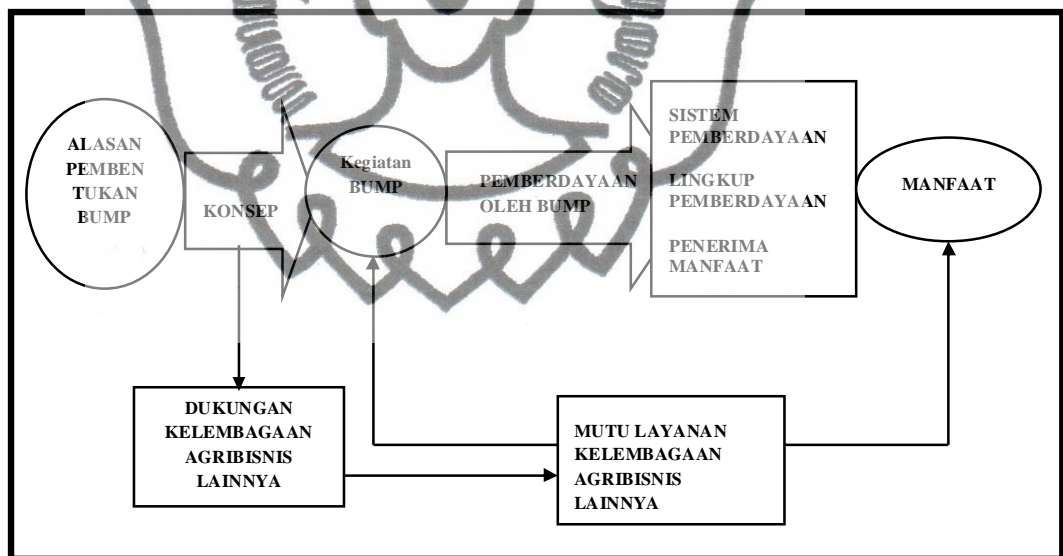 ALASAN
PEMBEN
TUKAN
BUMP
KONSEP
Kegiatan
BUMP
PEMBERDAYAAN
OLEH BUMP
SISTEM
PEMBERDAYAAN
LINGKUP
PEMBERDAYAAN
PENERIMA
MANFAAT
MANFAAT
DUKUNGAN
KELEMBAGAAN
AGRIBISNIS
LAINNYA
MUTU LAYANAN
KELEMBAGAAN
AGRIBISNIS
LAINNYA